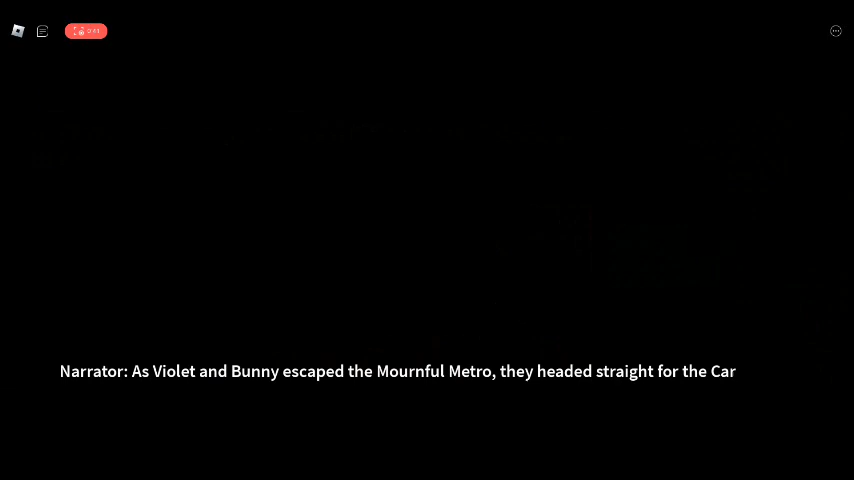 Narrator: As Violet and Bunny escaped the Mournful Metro, they headed straight for the Car